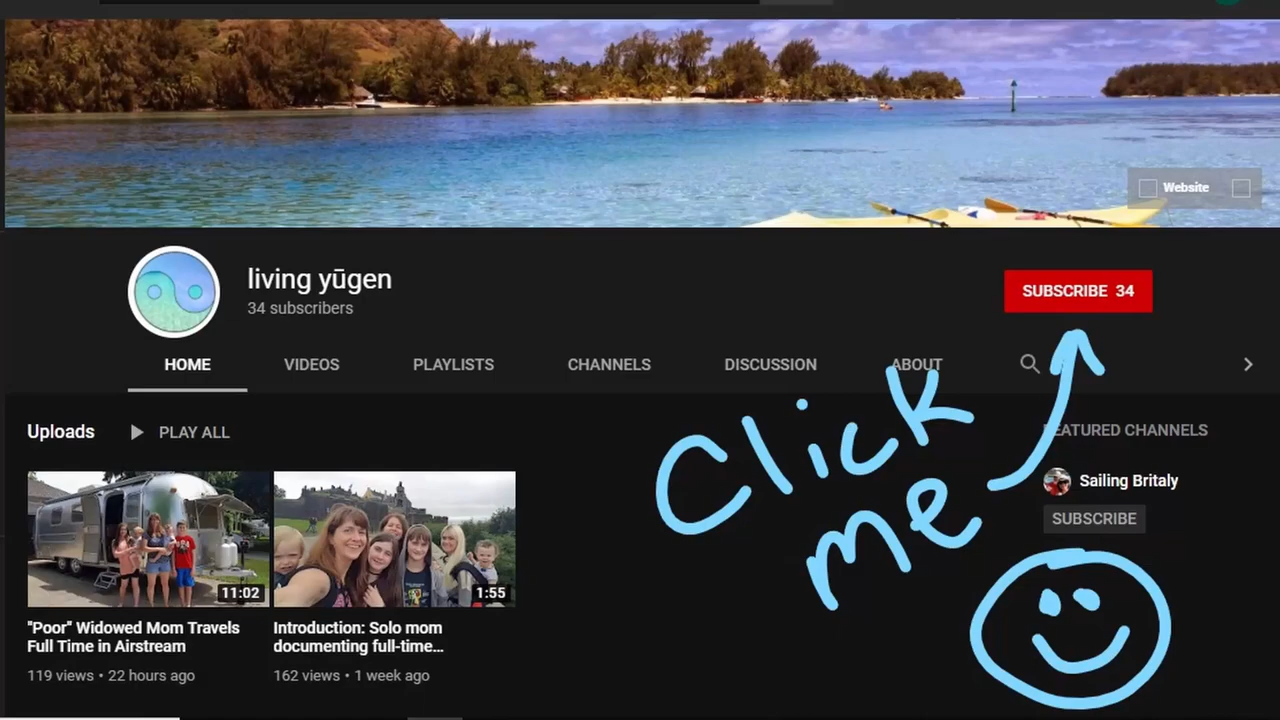 Website
living yūgen
34 subscribers
SUBSCRIBE 34
HOME VIDEOS PLAYLISTS CHANNELS DISCUSSION ABOUT
Click
me
Uploads PLAY ALL
FEATURED CHANNELS
Sailing Britaly
SUBSCRIBE
11:02
1:55
"Poor" Widowed Mom Travels
Full Time in Airstream
119 views • 22 hours ago
Introduction: Solo mom
documenting full-time...
162 views • 1 week ago